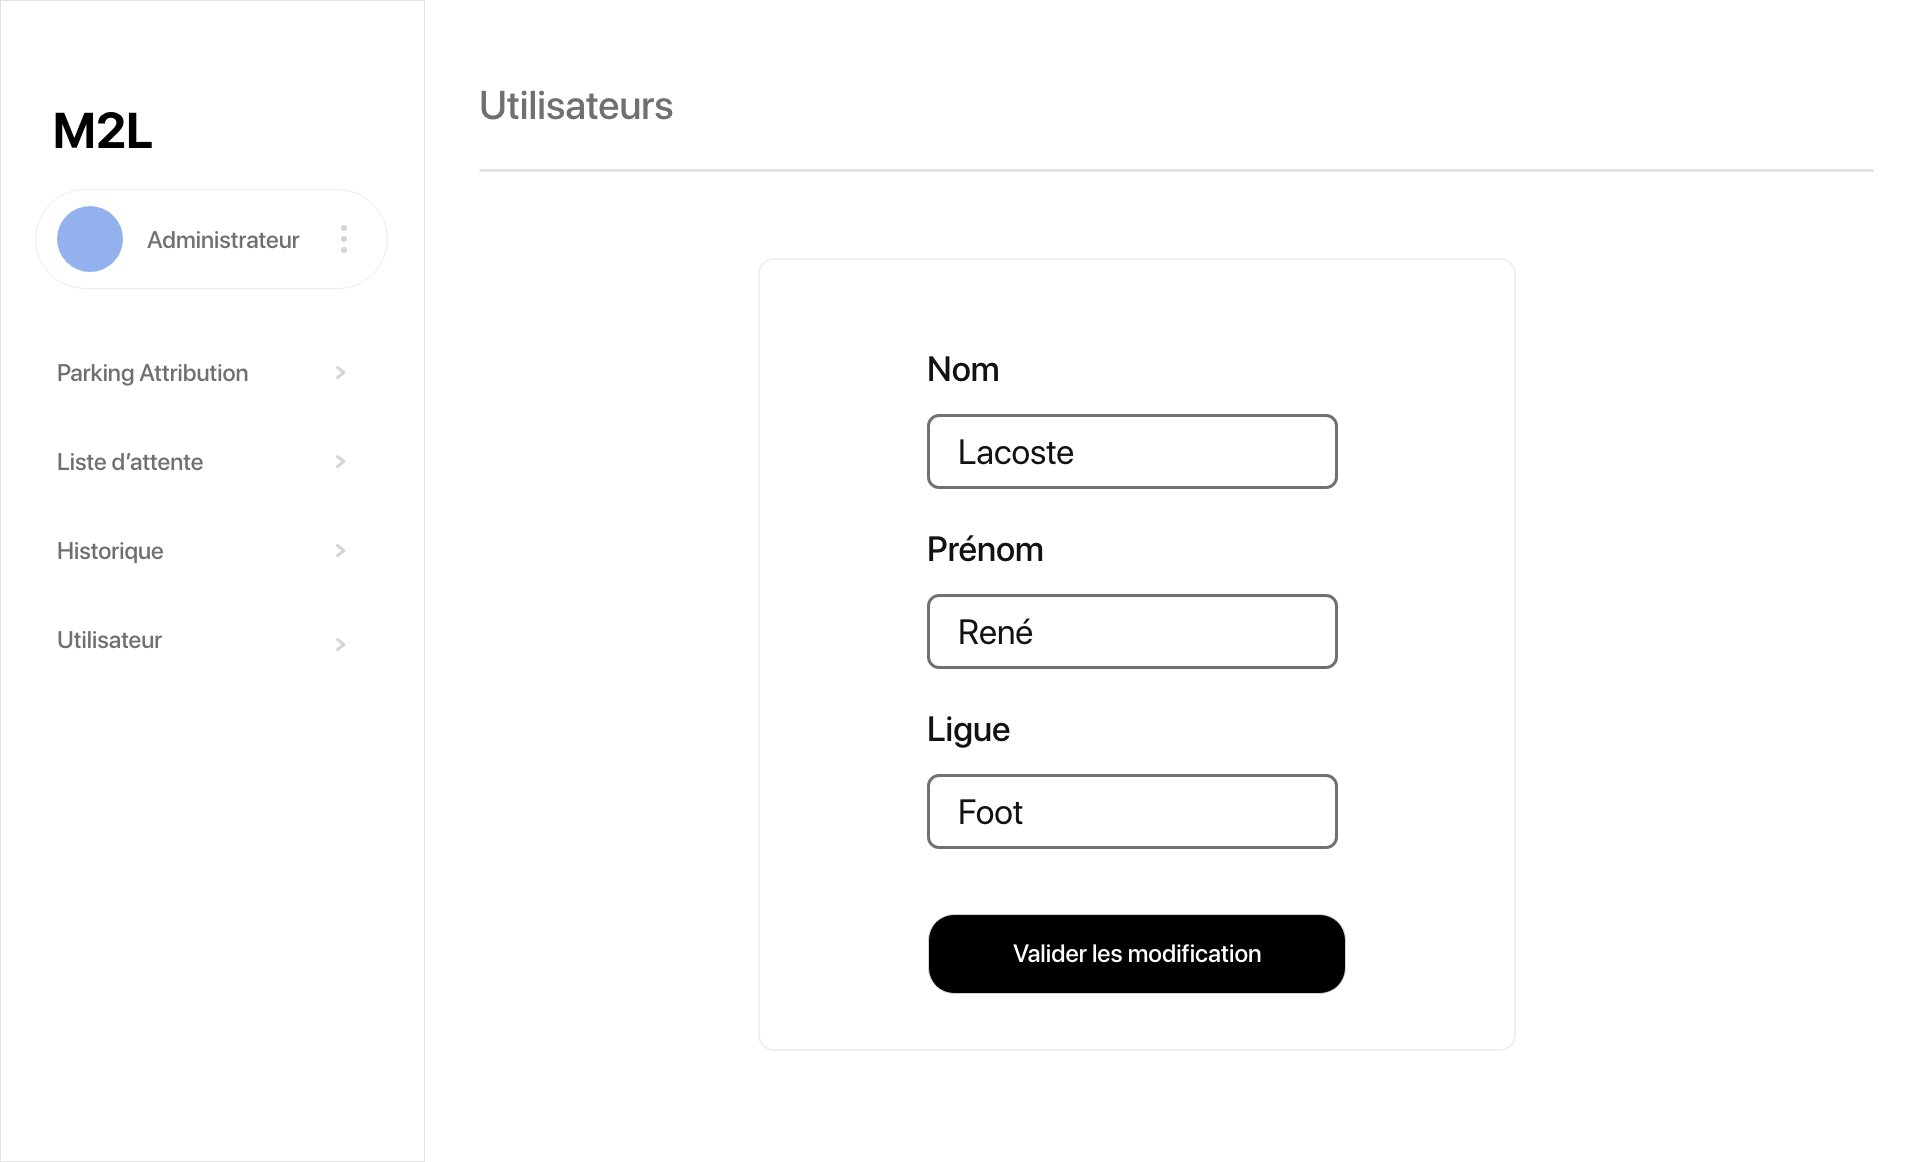 M2L
Administrateur
Parking Attribution
Liste d’attente
Historique
Utilisateur
Utilisateurs
Nom
Lacoste
Prénom
René
Ligue
Foot
Valider les modification